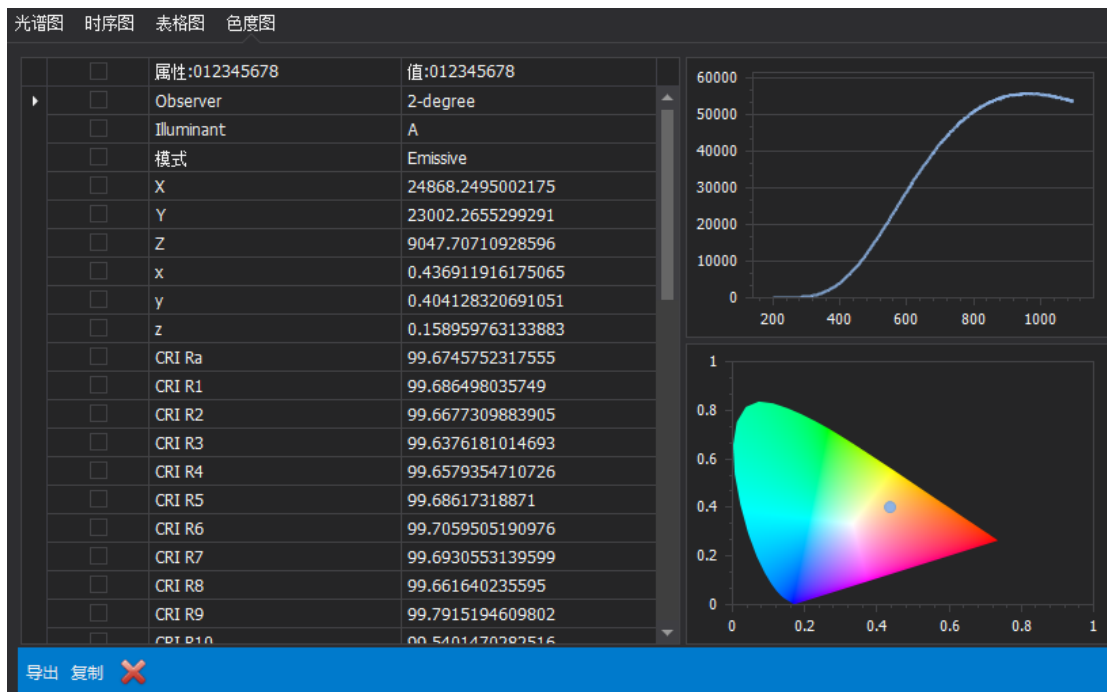 光谱图 时序图 表格图 色度图
属性:012345678 值:012345678
Observer 2-degree
Illuminant A
模式 Emissive
X 24868.2495002175
Y 23002.2655299291
Z 9047.70710928596
x 0.436911916175065
y 0.404128320691051
z 0.158959763133883
CRI Ra 99.6745752317555
CRI R1 99.686498035749
CRI R2 99.6677309883905
CRI R3 99.6376181014693
CRI R4 99.6579354710726
CRI R5 99.68617318871
CRI R6 99.7059505190976
CRI R7 99.6930553139599
CRI R8 99.661640235595
CRI R9 99.7915194609802
CRI R10 99.5401470282516
60000
50000
40000
30000
20000
10000
0
200 400 600 800 1000
1
0.8
0.6
0.4
0.2
0
0 0.2 0.4 0.6 0.8 1
导出 复制